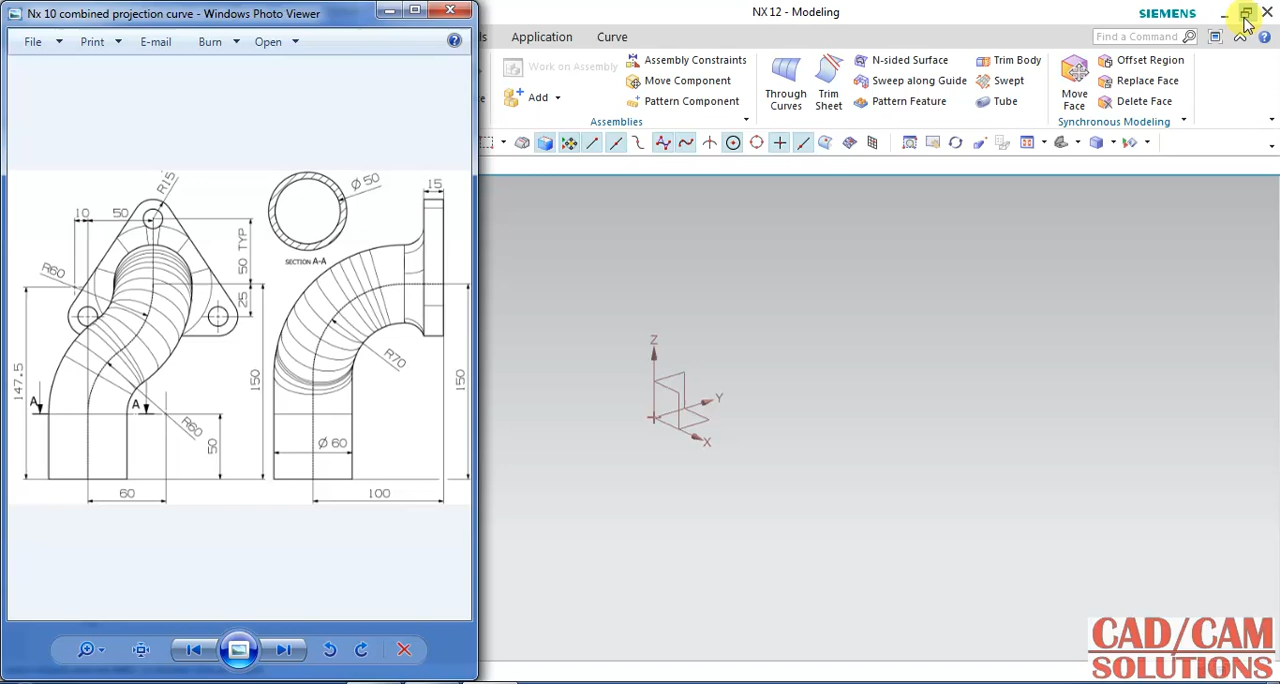 Nx 10 combined projection curve - Windows Photo Viewer
File Print E-mail Burn Open
R15
10 50
R60
50 TYP
25
147.5
150
A A
R60
50
60
Ø 50
15
SECTION A-A
R70
150
Ø 60
100
NX 12 - Modeling
SIEMENS
Application Curve
Find a Command
Work on Assembly
Add
Assembly Constraints
Move Component
Pattern Component
Assemblies
Through Curves
Trim Sheet
N-sided Surface
Sweep along Guide
Pattern Feature
Trim Body
Swept
Tube
Move Face
Offset Region
Replace Face
Delete Face
Synchronous Modeling
Z
Y
X
CAD/CAM
SOLUTIONS